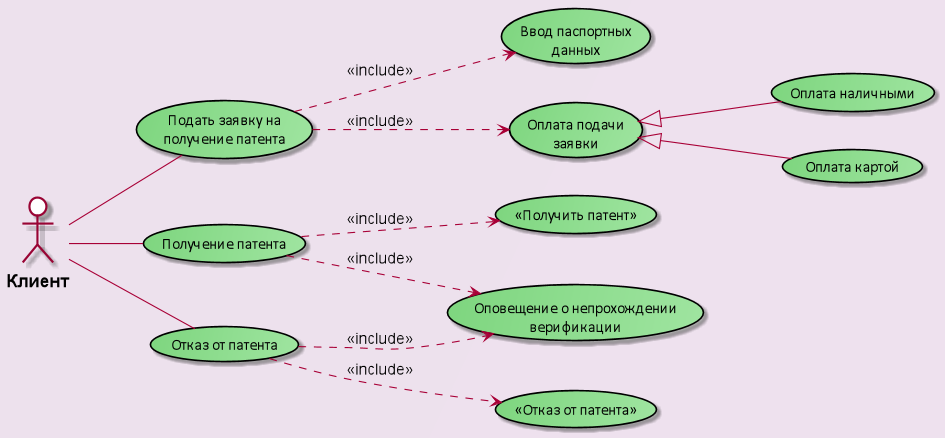 Ввод паспортных
данных
«include»
Оплата наличными
Подать заявку на
получение патента
«include»
Оплата подачи
заявки
Оплата картой
«include»
«Получить патент»
Получение патента
«include»
Клиент
Оповещение о непрохождении
верификации
Отказ от патента
«include»
«include»
«Отказ от патента»